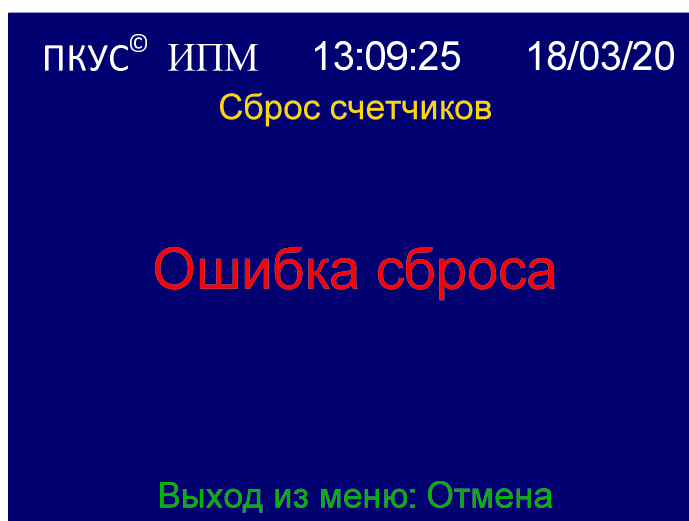 ПКУС© ИПМ 13:09:25 18/03/20
Сброс счетчиков
Ошибка сброса
Выход из меню: Отмена